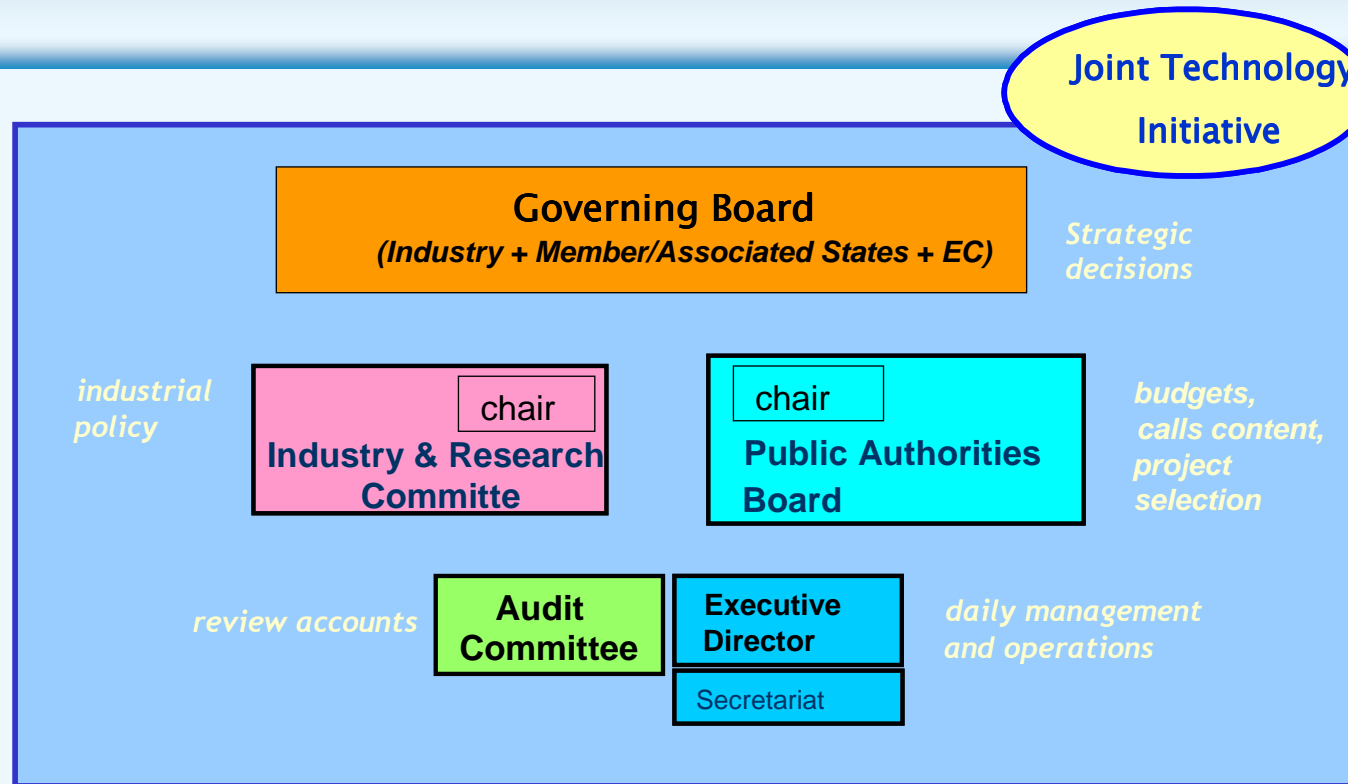 Joint Technology
Initiative
Governing Board
(Industry + Member/Associated States + EC)
Strategic
decisions
industrial
policy
chair
Industry & Research
Committe
chair
Public Authorities
Board
budgets,
calls content,
project
selection
review accounts
Audit
Committee
Executive
Director
Secretariat
daily management
and operations